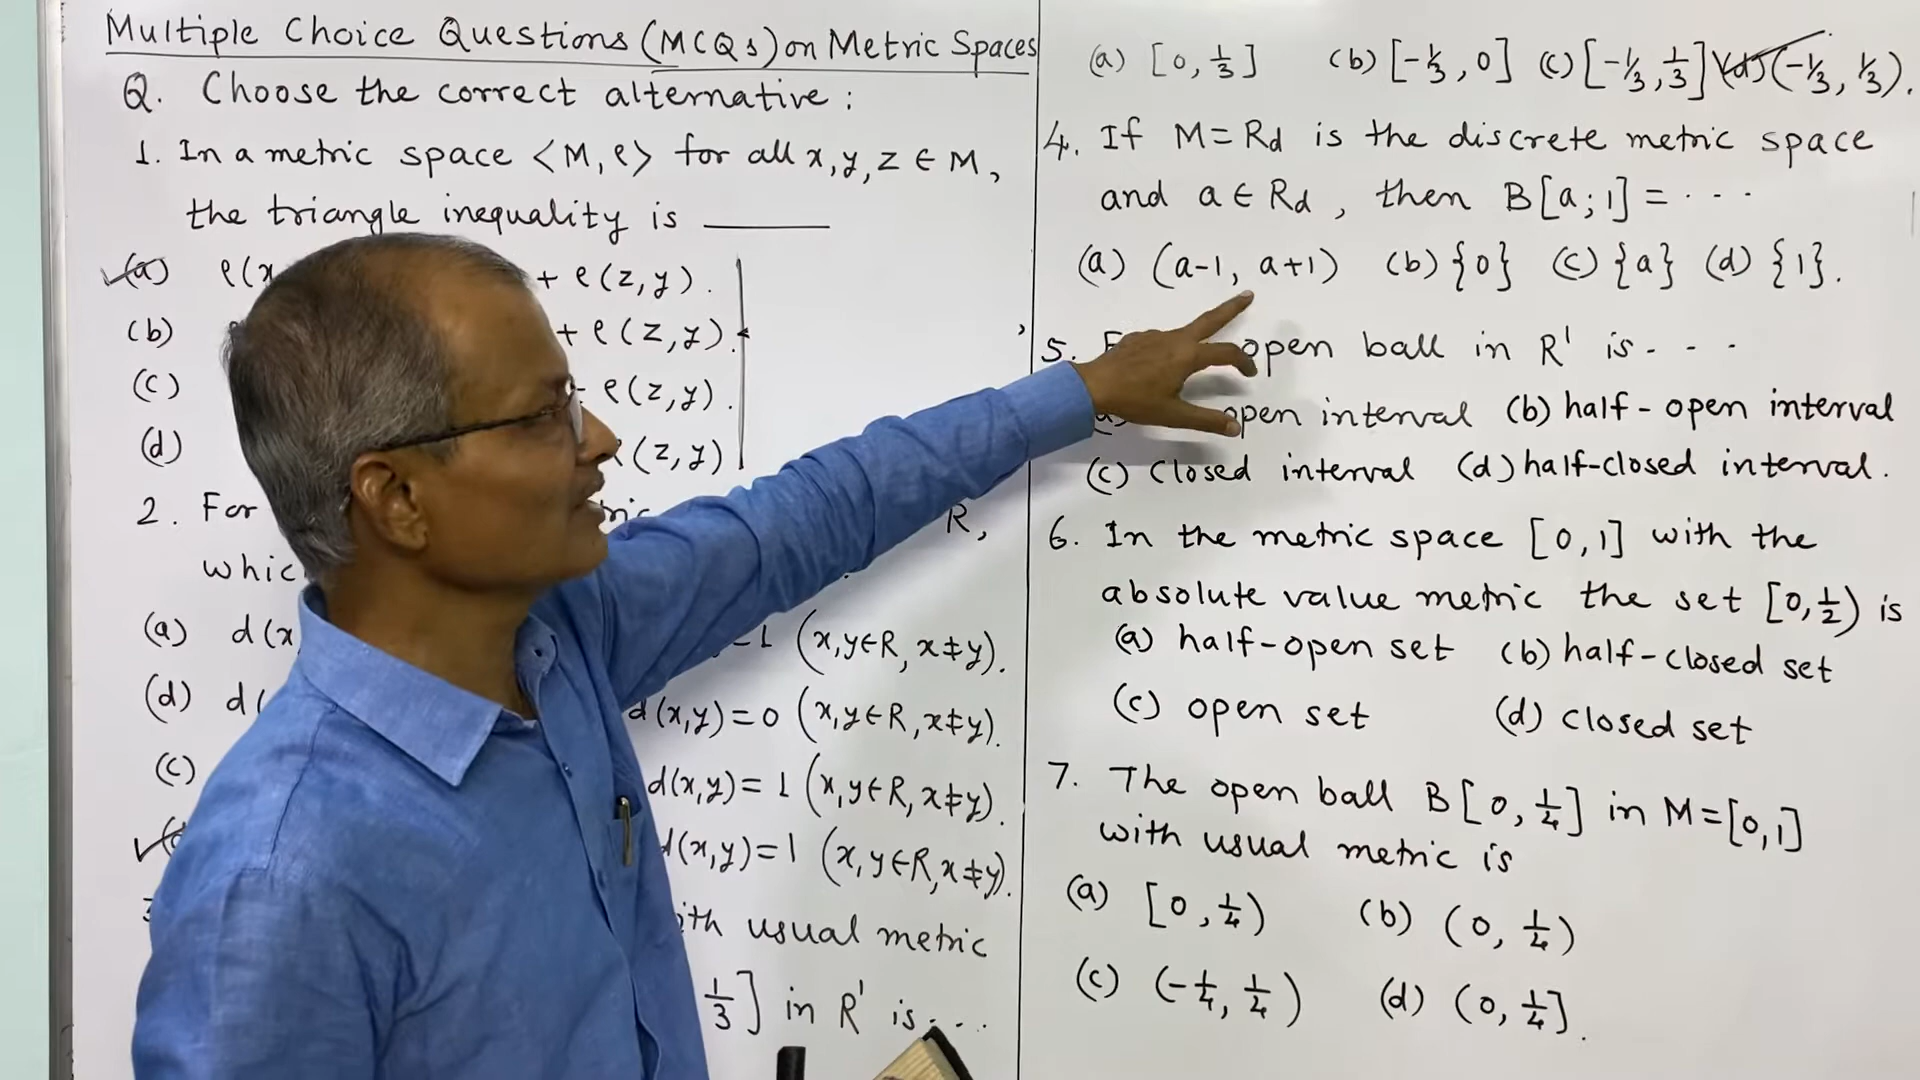 Multiple Choice Questions (MCQs) on Metric Spaces
Q. Choose the correct alternative :
1. In a metric space <M, ρ> for all x, y, z ∈ M,
the triangle inequality is ______
(a) ρ(x + ρ(z, y).
(b) + ρ(z, y).
(c) ρ(z, y).
(d) (z, y)
2. For R,
which
(a) d(x, (x,y∈R, x≠y).
(d) d( d(x,y) = 0 (x,y∈R, x≠y).
(c) d(x,y) = 1 (x,y∈R, x≠y).
d(x,y) = 1 (x,y∈R, x≠y).
with usual metric
1/3] in R' is...
(a) [0, 1/3] (b) [-1/3, 0] (c) [-1/3, 1/3] (d) (-1/3, 1/3).
4. If M = Rd is the discrete metric space
and a ∈ Rd, then B[a; 1] = ...
(a) (a-1, a+1) (b) {0} (c) {a} (d) {1}.
5. open ball in R' is - - -
open interval (b) half-open interval
(c) closed interval (d) half-closed interval.
6. In the metric space [0, 1] with the
absolute value metric the set [0, 1/2) is
(a) half-open set (b) half-closed set
(c) open set (d) closed set
7. The open ball B[0, 1/4] in M = [0, 1]
with usual metric is
(a) [0, 1/4) (b) (0, 1/4)
(c) (-1/4, 1/4) (d) (0, 1/4].